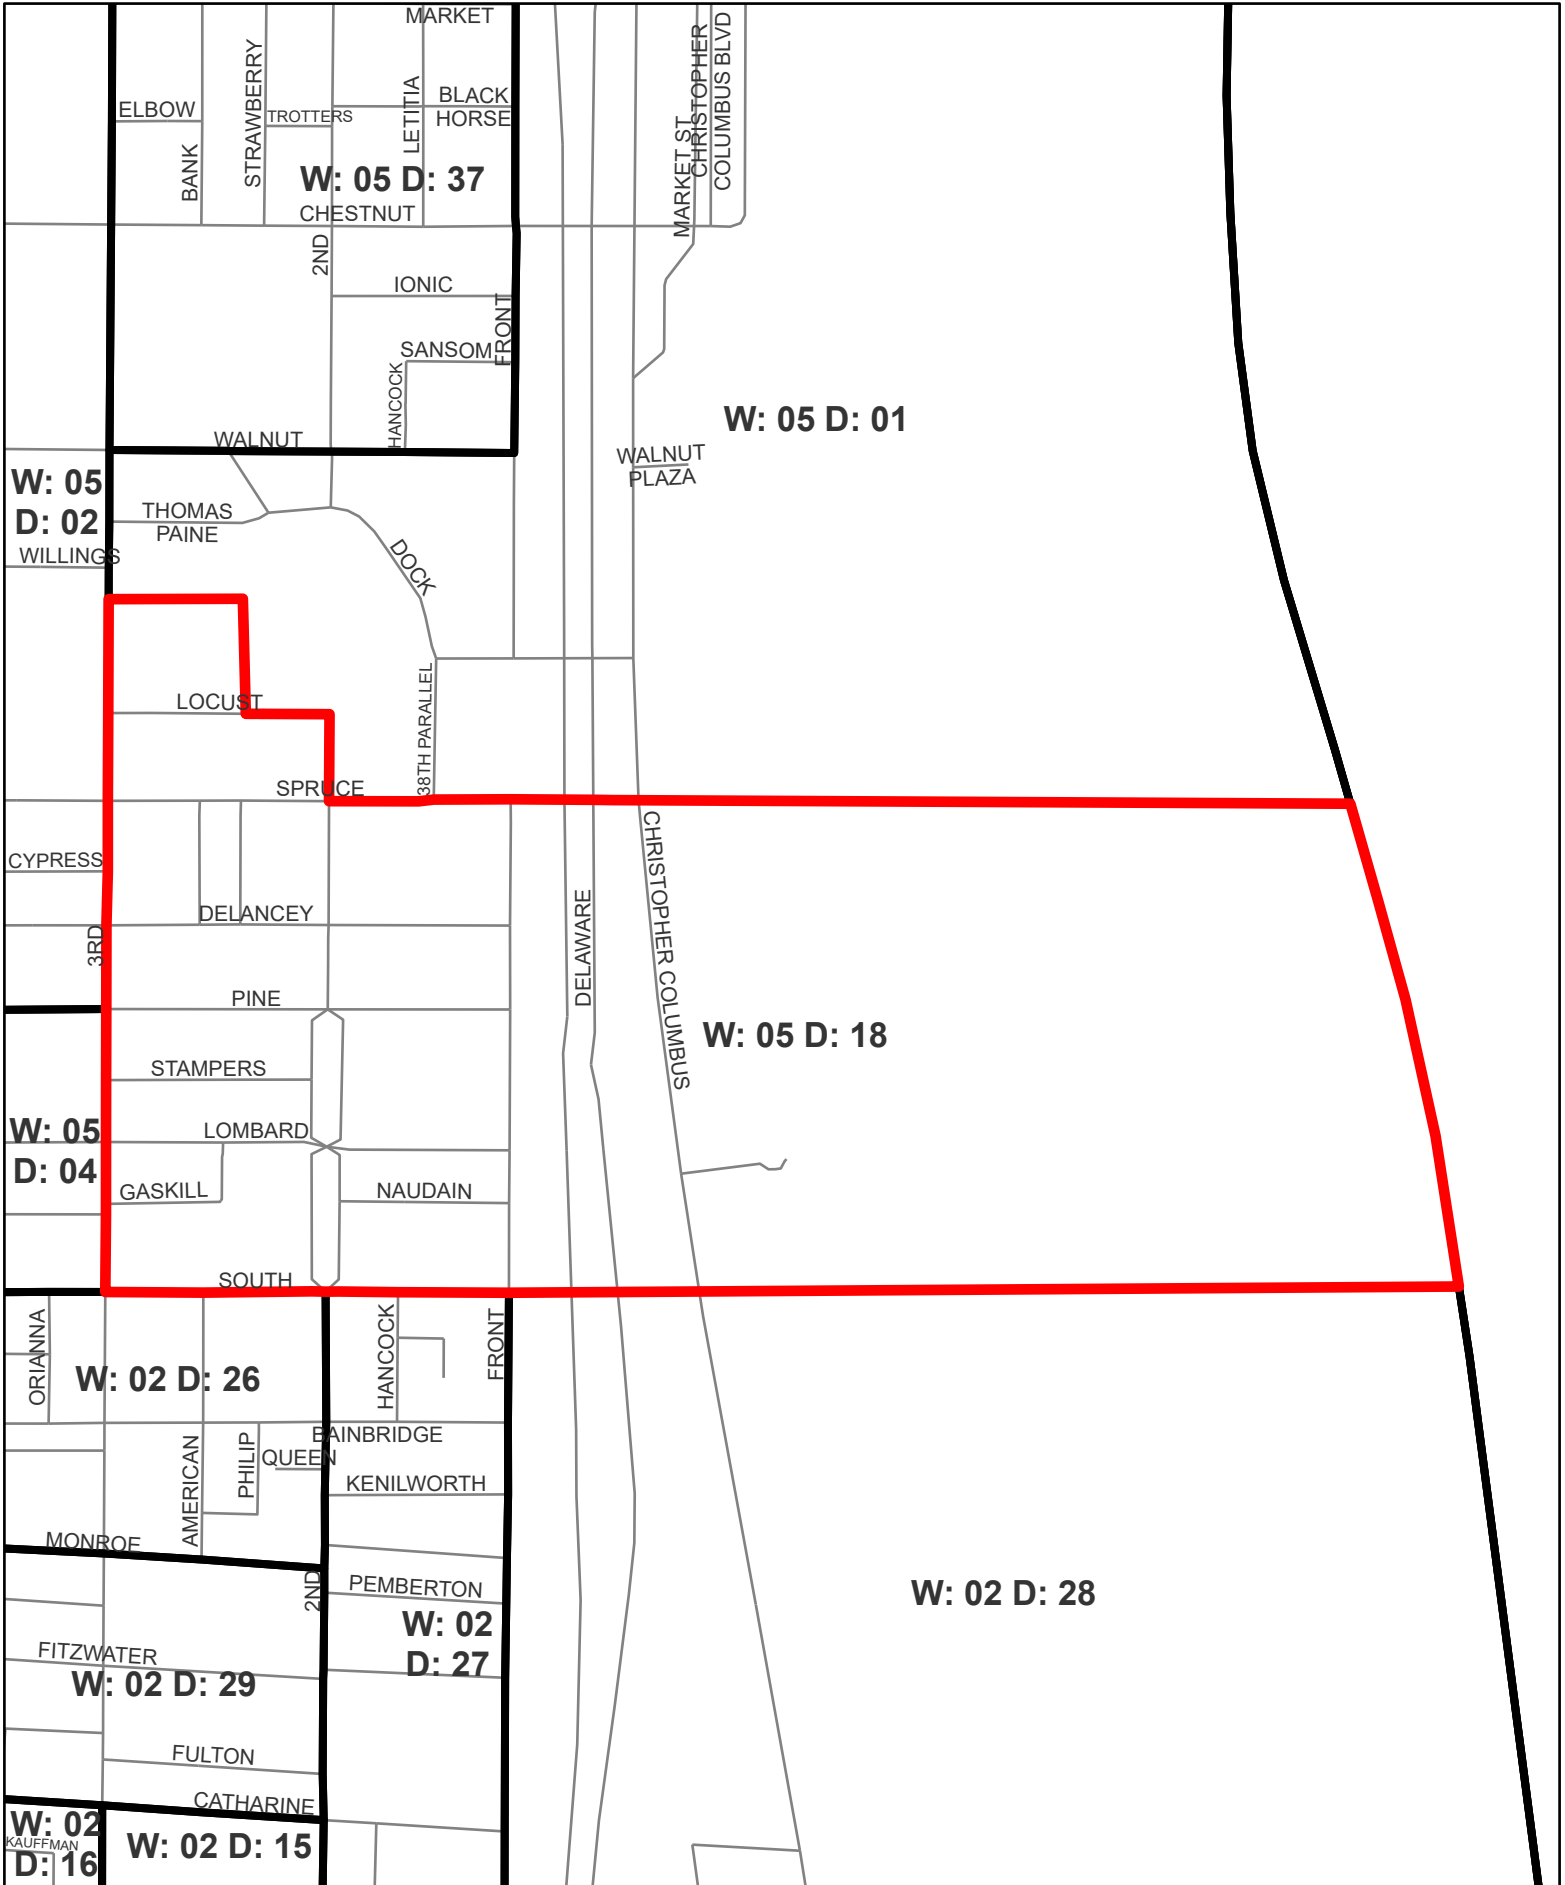 MARKET
STRAWBERRY
CHRISTOPHER
COLUMBUS BLVD
ELBOW
TROTTERS
LETITIA
BLACK
HORSE
BANK
MARKET ST
W: 05 D: 37
CHESTNUT
2ND
IONIC
FRONT
SANSOM
HANCOCK
W: 05 D: 01
WALNUT
WALNUT
PLAZA
W: 05
D: 02
THOMAS
PAINE
WILLINGS
DOCK
LOCUST
38TH PARALLEL
SPRUCE
CYPRESS
CHRISTOPHER COLUMBUS
DELANCEY
DELAWARE
3RD
PINE
W: 05 D: 18
STAMPERS
W: 05
D: 04
LOMBARD
GASKILL
NAUDAIN
SOUTH
ORIANNA
HANCOCK
FRONT
W: 02 D: 26
BAINBRIDGE
AMERICAN
PHILIP
QUEEN
KENILWORTH
MONROE
2ND
PEMBERTON
W: 02 D: 28
W: 02
D: 27
FITZWATER
W: 02 D: 29
FULTON
CATHARINE
W: 02
D: 16
KAUFFMAN
W: 02 D: 15